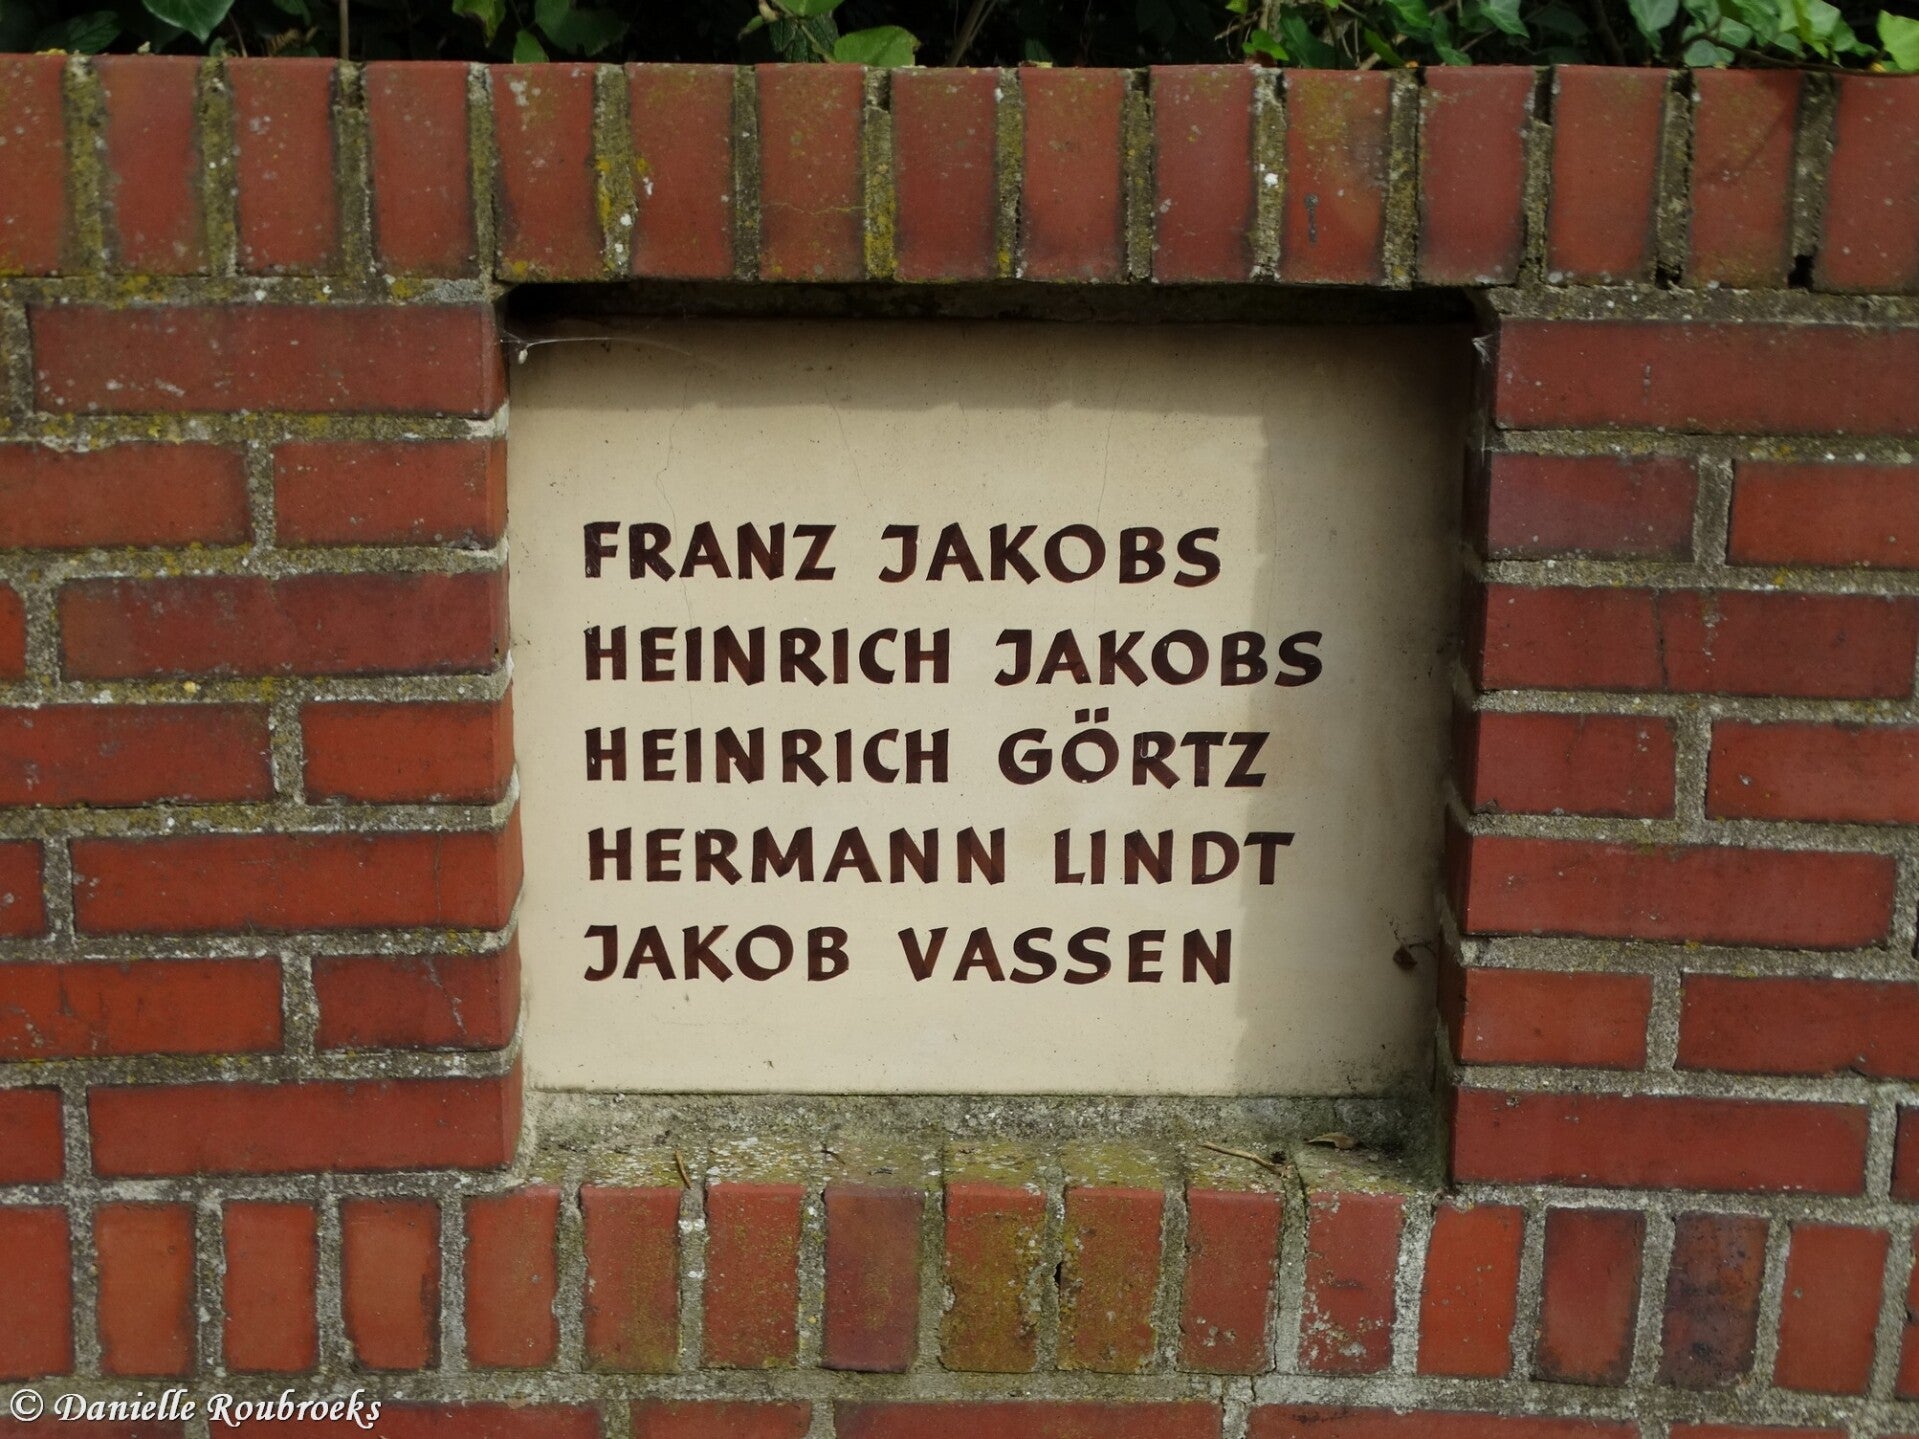 FRANZ JAKOBS
HEINRICH JAKOBS
HEINRICH GÖRTZ
HERMANN LINDT
JAKOB VASSEN
© Danielle Roubroeks